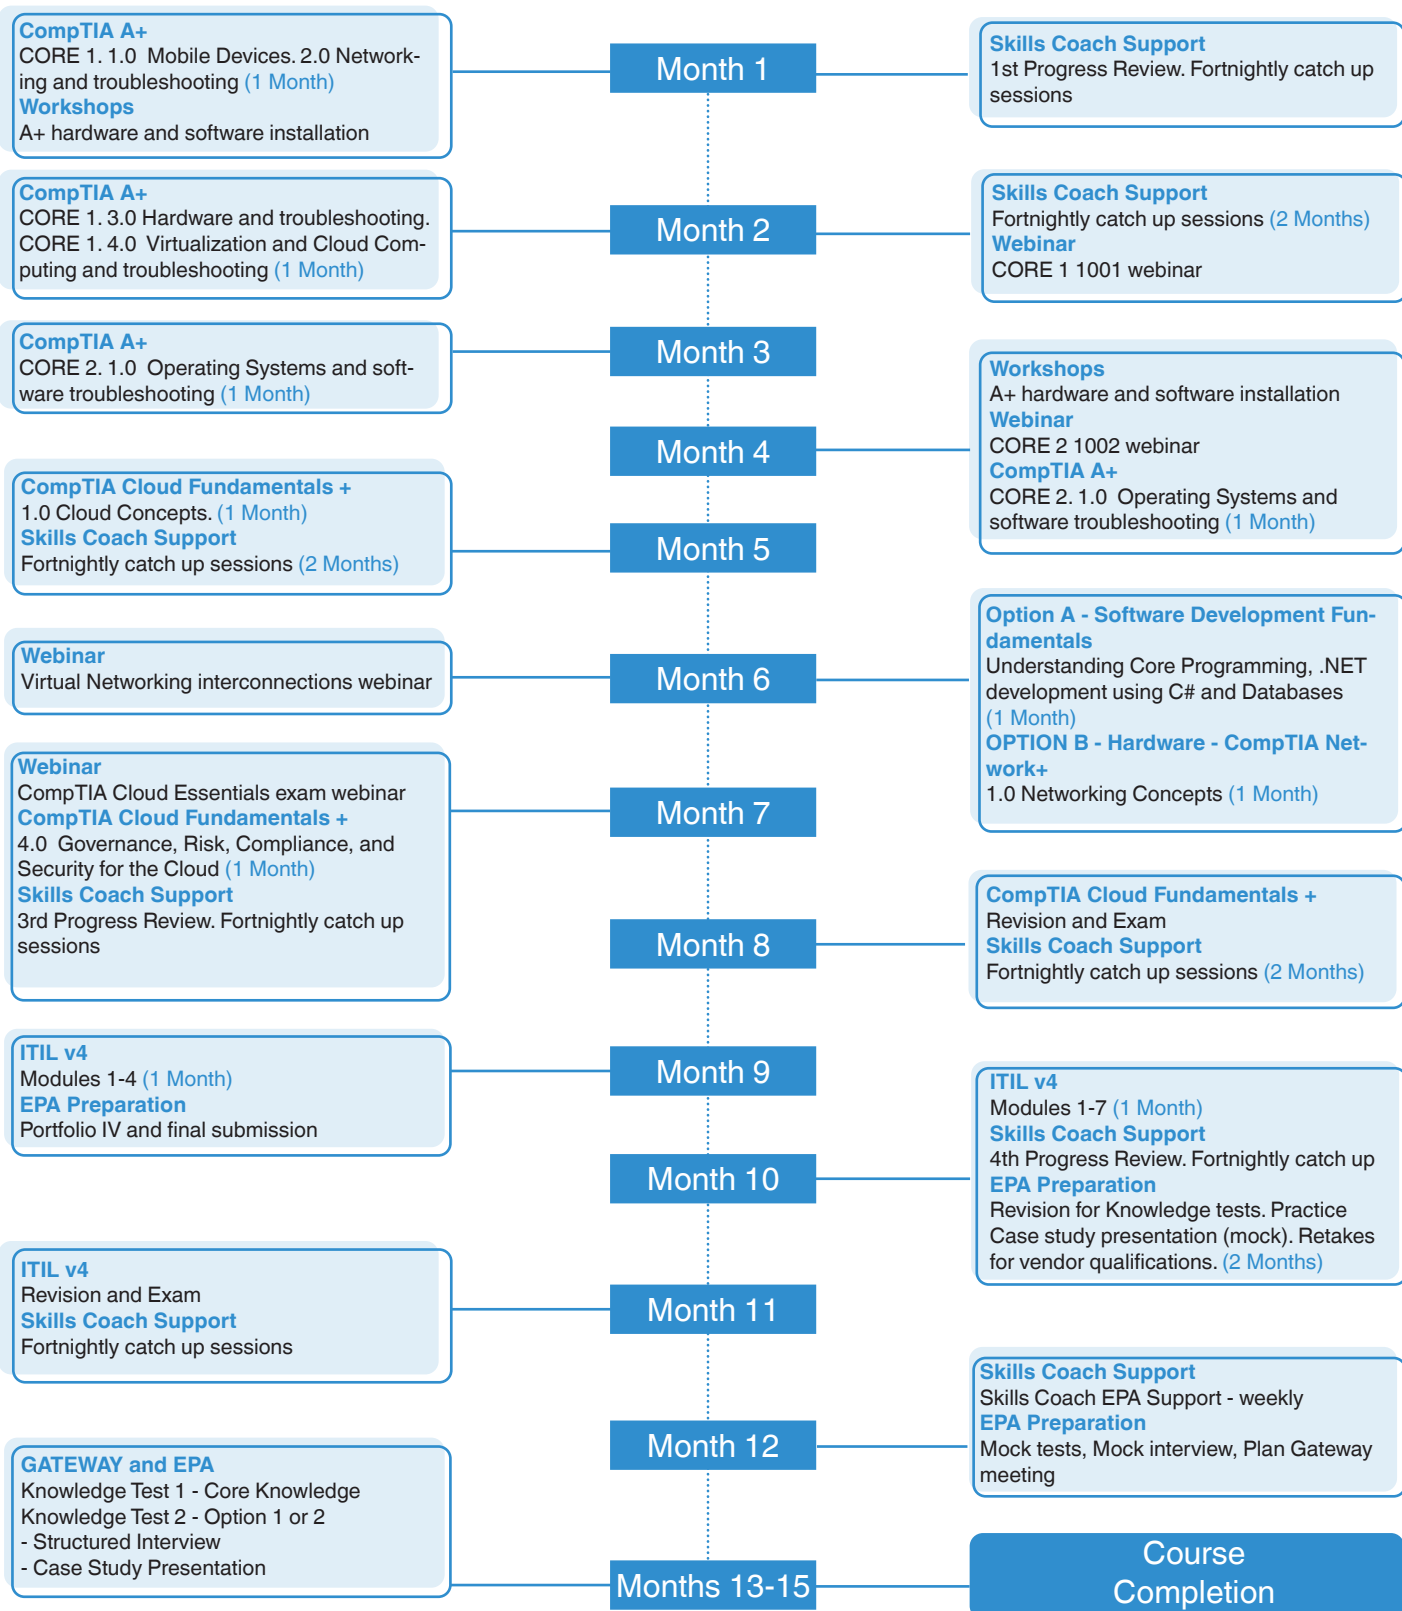 CompTIA A+
CORE 1. 1.0 Mobile Devices. 2.0 Network-
ing and troubleshooting (1 Month)
Workshops
A+ hardware and software installation
Month 1
Skills Coach Support
1st Progress Review. Fortnightly catch up
sessions
CompTIA A+
CORE 1. 3.0 Hardware and troubleshooting.
CORE 1. 4.0 Virtualization and Cloud Com-
puting and troubleshooting (1 Month)
Month 2
Skills Coach Support
Fortnightly catch up sessions (2 Months)
Webinar
CORE 1 1001 webinar
CompTIA A+
CORE 2. 1.0 Operating Systems and soft-
ware troubleshooting (1 Month)
Month 3
Month 4
Workshops
A+ hardware and software installation
Webinar
CORE 2 1002 webinar
CompTIA A+
CORE 2. 1.0 Operating Systems and
software troubleshooting (1 Month)
CompTIA Cloud Fundamentals +
1.0 Cloud Concepts. (1 Month)
Skills Coach Support
Fortnightly catch up sessions (2 Months)
Month 5
Webinar
Virtual Networking interconnections webinar
Month 6
Option A - Software Development Fun-
damentals
Understanding Core Programming, .NET
development using C# and Databases
(1 Month)
OPTION B - Hardware - CompTIA Net-
work+
1.0 Networking Concepts (1 Month)
Webinar
CompTIA Cloud Essentials exam webinar
CompTIA Cloud Fundamentals +
4.0 Governance, Risk, Compliance, and
Security for the Cloud (1 Month)
Skills Coach Support
3rd Progress Review. Fortnightly catch up
sessions
Month 7
Month 8
CompTIA Cloud Fundamentals +
Revision and Exam
Skills Coach Support
Fortnightly catch up sessions (2 Months)
ITIL v4
Modules 1-4 (1 Month)
EPA Preparation
Portfolio IV and final submission
Month 9
Month 10
ITIL v4
Modules 1-7 (1 Month)
Skills Coach Support
4th Progress Review. Fortnightly catch up
EPA Preparation
Revision for Knowledge tests. Practice
Case study presentation (mock). Retakes
for vendor qualifications. (2 Months)
ITIL v4
Revision and Exam
Skills Coach Support
Fortnightly catch up sessions
Month 11
Month 12
Skills Coach Support
Skills Coach EPA Support - weekly
EPA Preparation
Mock tests, Mock interview, Plan Gateway
meeting
GATEWAY and EPA
Knowledge Test 1 - Core Knowledge
Knowledge Test 2 - Option 1 or 2
- Structured Interview
- Case Study Presentation
Months 13-15
Course
Completion